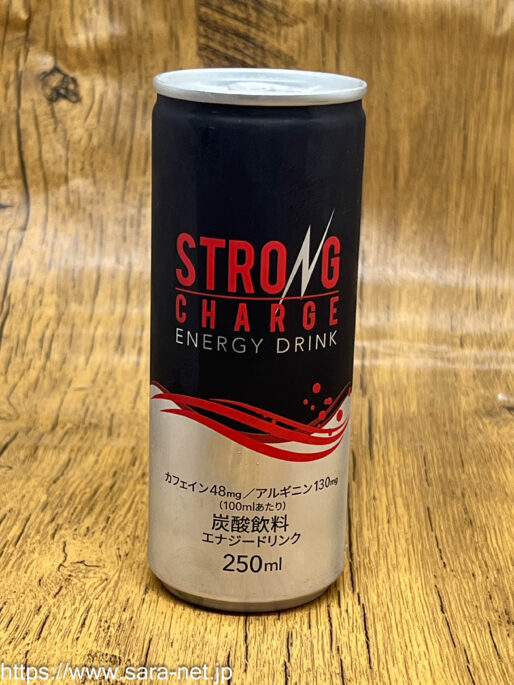 STRONG
CHARGE
ENERGY DRINK
カフェイン48mg／アルギニン130mg
(100mlあたり)
炭酸飲料
エナジードリンク
250ml
https://www.sara-net.jp